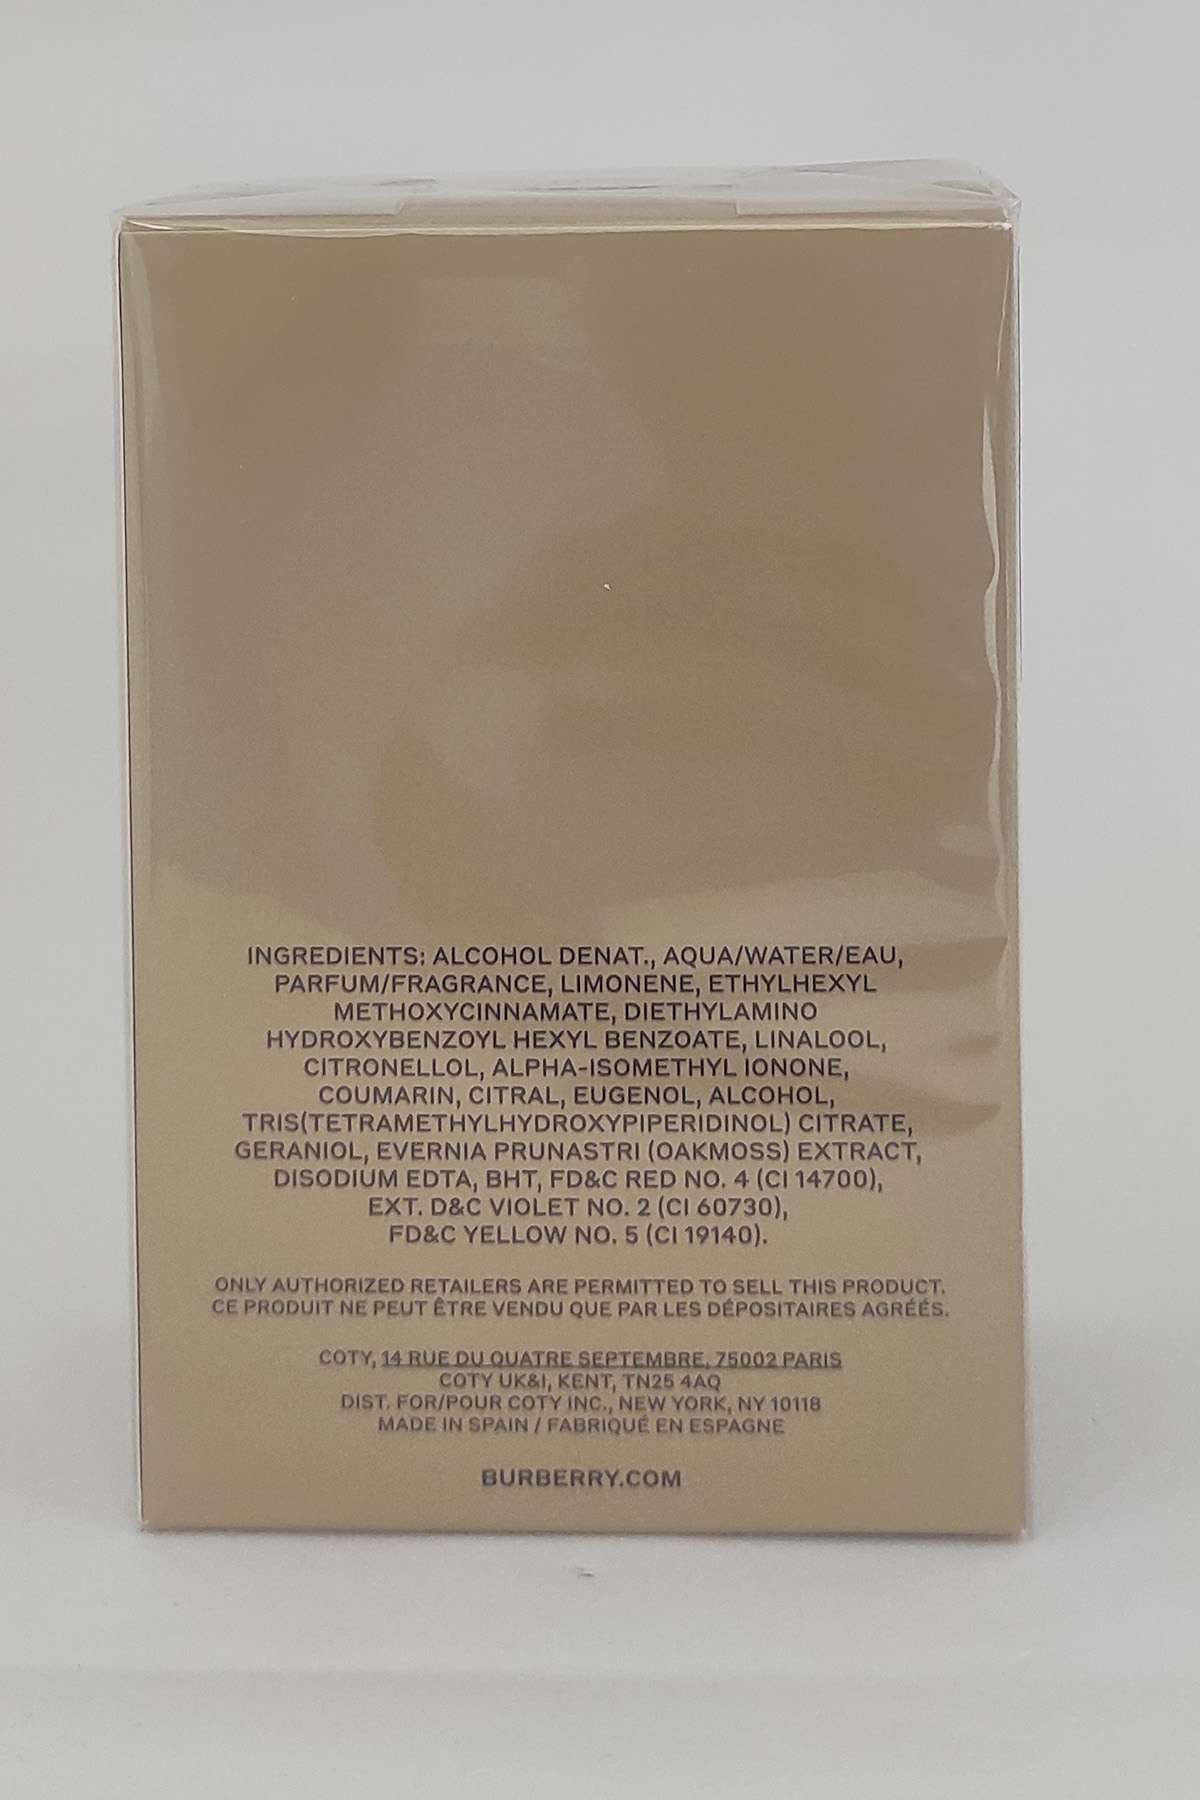 INGREDIENTS: ALCOHOL DENAT., AQUA/WATER/EAU,
PARFUM/FRAGRANCE, LIMONENE, ETHYLHEXYL
METHOXYCINNAMATE, DIETHYLAMINO
HYDROXYBENZOYL HEXYL BENZOATE, LINALOOL,
CITRONELLOL, ALPHA-ISOMETHYL IONONE,
COUMARIN, CITRAL, EUGENOL, ALCOHOL,
TRIS(TETRAMETHYLHYDROXYPIPERIDINOL) CITRATE,
GERANIOL, EVERNIA PRUNASTRI (OAKMOSS) EXTRACT,
DISODIUM EDTA, BHT, FD&C RED NO. 4 (CI 14700),
EXT. D&C VIOLET NO. 2 (CI 60730),
FD&C YELLOW NO. 5 (CI 19140).
ONLY AUTHORIZED RETAILERS ARE PERMITTED TO SELL THIS PRODUCT.
CE PRODUIT NE PEUT ÊTRE VENDU QUE PAR LES DÉPOSITAIRES AGRÉÉS.
COTY, 14 RUE DU QUATRE SEPTEMBRE, 75002 PARIS
COTY UK&I, KENT, TN25 4AQ
DIST. FOR/POUR COTY INC., NEW YORK, NY 10118
MADE IN SPAIN / FABRIQUÉ EN ESPAGNE
BURBERRY.COM